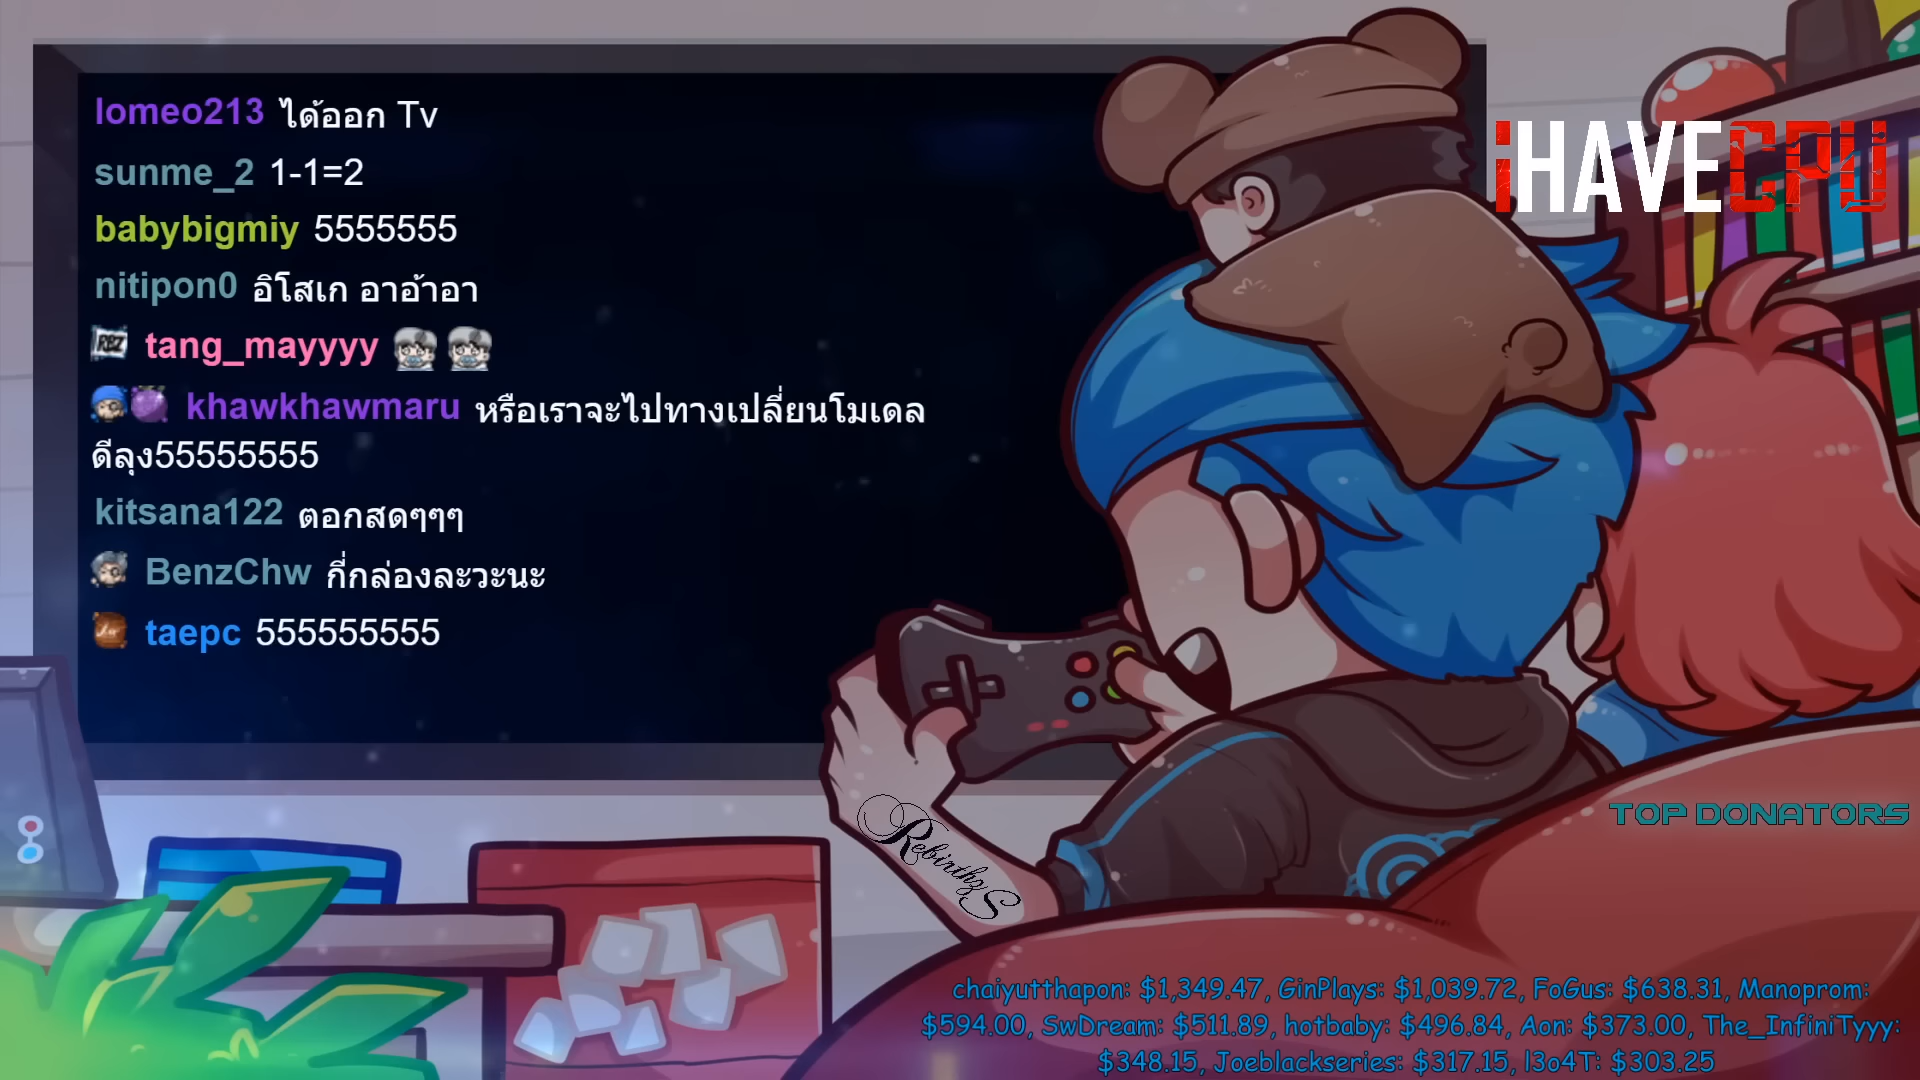 lomeo213 ได้ออก Tv
iHAVECPU
sunme_2 1-1=2
babybigmiy 5555555
nitipon0 อิโสเก อาอ้าอา
RBZ tang_mayyyy
khawkhawmaru หรือเราจะไปทางเปลี่ยนโมเดล
ดีลุง55555555
kitsana122 ตอกสดๆๆๆ
BenzChw กี่กล่องละวะนะ
taepc 555555555
TOP DONATORS
RebirthzS
chaiyutthapon: $1,349.47, GinPlays: $1,039.72, FoGus: $638.31, Manoprom:
$594.00, SwDream: $511.89, hotbaby: $496.84, Aon: $373.00, The_InfiniTyyy:
$348.15, Joeblackseries: $317.15, l3o4T: $303.25